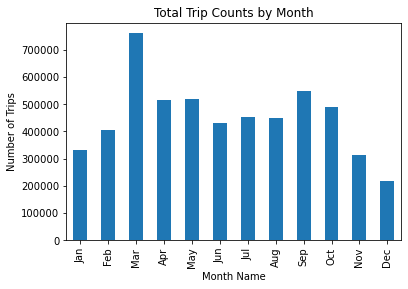 Total Trip Counts by Month
Number of Trips
700000
600000
500000
400000
300000
200000
100000
0
Jan
Feb
Mar
Apr
May
Jun
Jul
Aug
Sep
Oct
Nov
Dec
Month Name